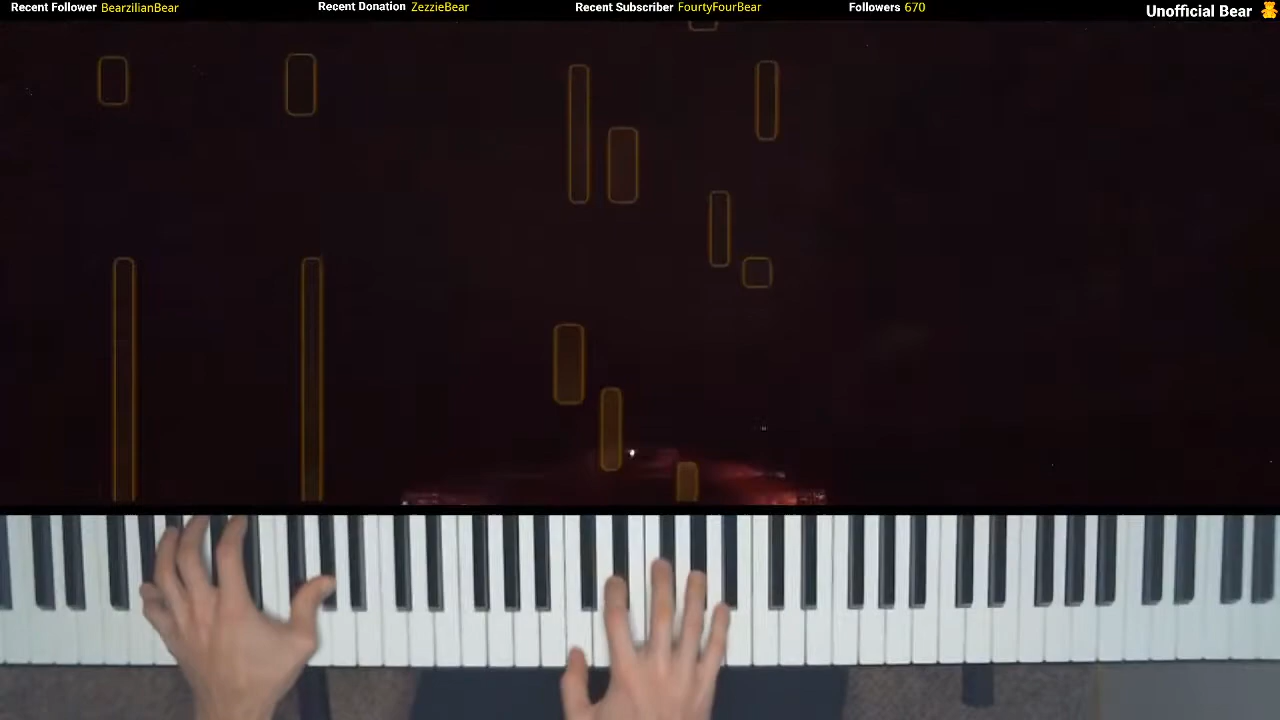 Recent Follower BearzilianBear
Recent Donation ZezzieBear
Recent Subscriber FourtyFourBear
Followers 670
Unofficial Bear